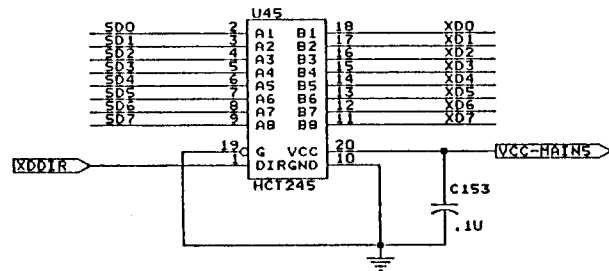 U45
SD0 2 A1 B1 18 XD0
SD1 3 A2 B2 17 XD1
SD2 4 A3 B3 16 XD2
SD3 5 A4 B4 15 XD3
SD4 6 A5 B5 14 XD4
SD5 7 A6 B6 13 XD5
SD6 8 A7 B7 12 XD6
SD7 9 A8 B8 11 XD7
19 G VCC 20 VCC-MAIN5
XDDIR 1 DIR GND 10
HCT245
C153
.1U